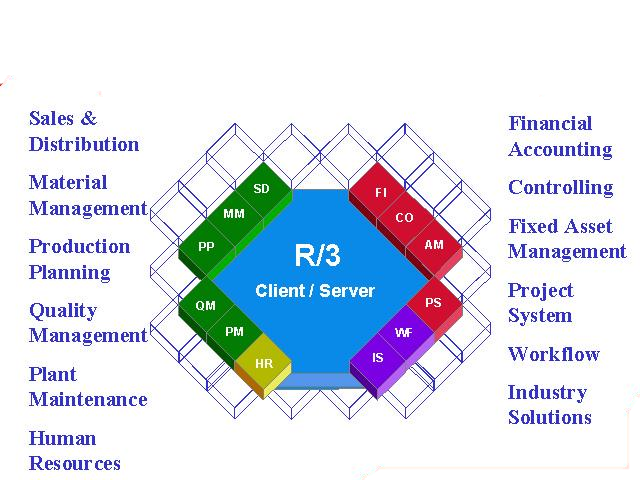 Sales &
Distribution
Material
Management
Production
Planning
Quality
Management
Plant
Maintenance
Human
Resources
SD
MM
PP
QM
PM
HR
R/3
Client / Server
FI
CO
AM
PS
WF
IS
Financial
Accounting
Controlling
Fixed Asset
Management
Project
System
Workflow
Industry
Solutions